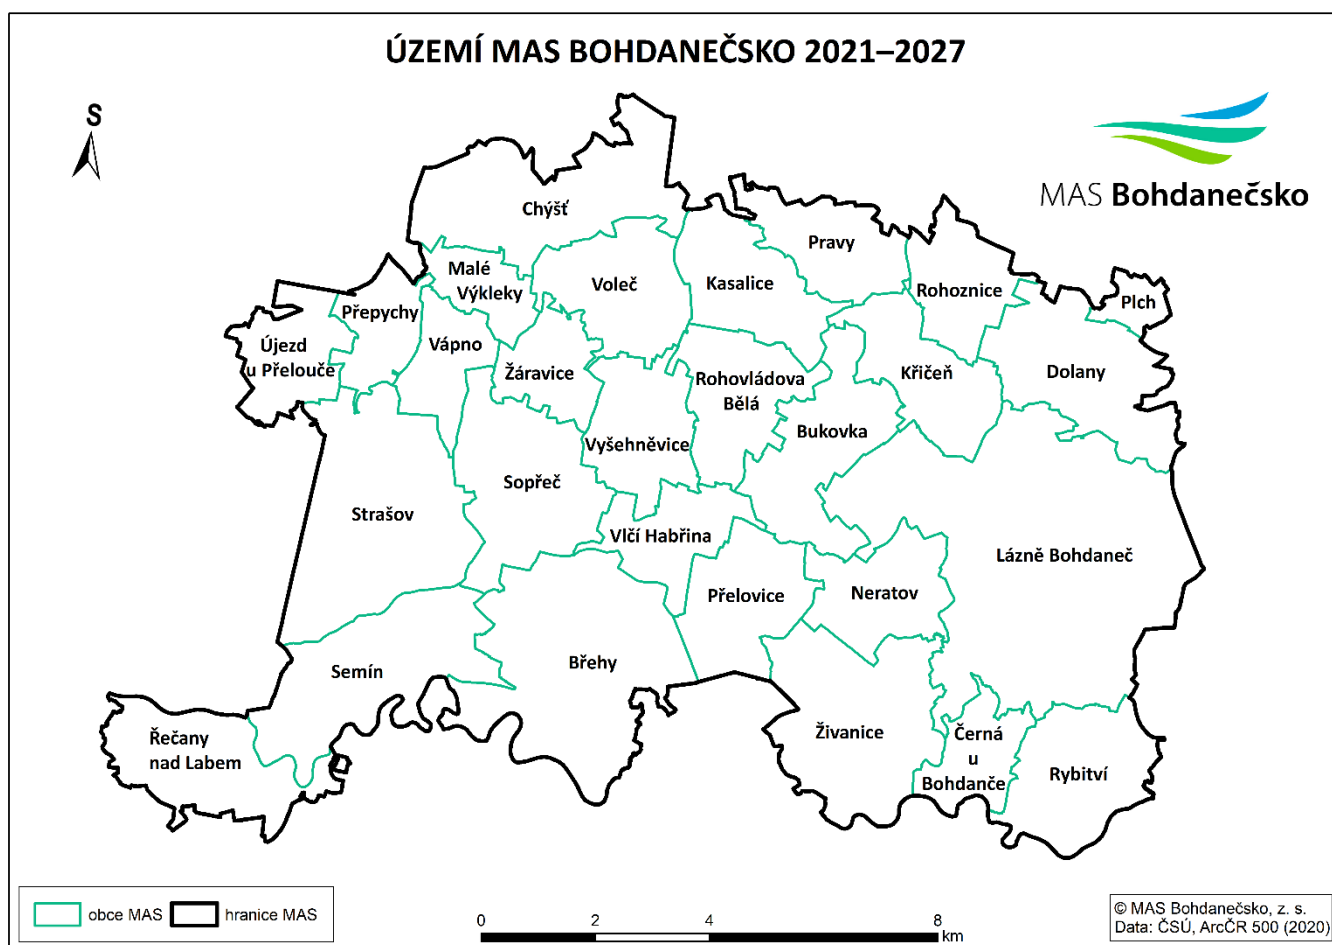 ÚZEMÍ MAS BOHDANEČSKO 2021–2027
S
MAS Bohdanečsko
Chýšť
Pravy
Malé
Výkleky
Voleč
Kasalice
Rohoznice
Plch
Přepychy
Vápno
Újezd
u Přelouče
Žáravice
Rohovládova
Bělá
Křičeň
Dolany
Bukovka
Vyšehněvice
Sopřeč
Strašov
Vlčí Habřina
Lázně Bohdaneč
Přelovice
Neratov
Semín
Břehy
Řečany
nad Labem
Živanice
Černá
u
Bohdanče
Rybitví
obce MAS
hranice MAS
0 2 4 8
km
© MAS Bohdanečsko, z. s.
Data: ČSÚ, ArcČR 500 (2020)